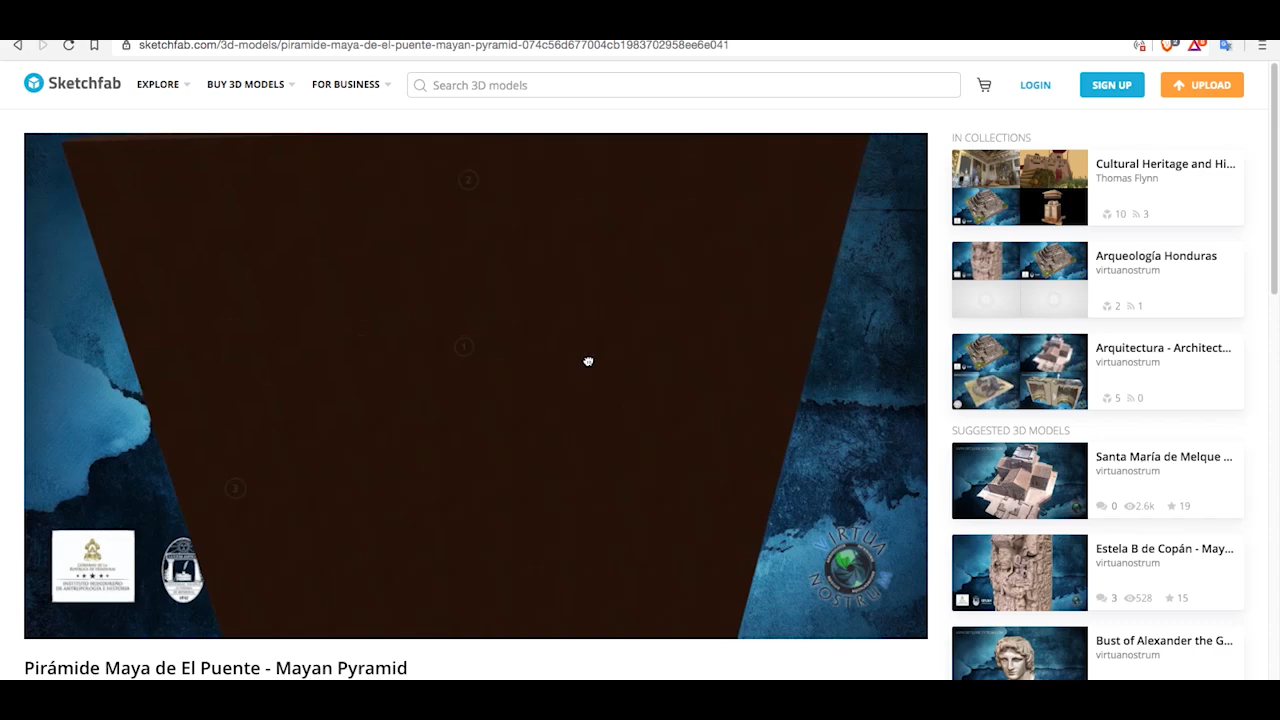 sketchfab.com/3d-models/piramide-maya-de-el-puente-mayan-pyramid-074c56d677004cb1983702958ee6e041
Sketchfab EXPLORE BUY 3D MODELS FOR BUSINESS Search 3D models LOGIN SIGN UP UPLOAD
2
1
3
VIRTUA
NOSTRUM
Pirámide Maya de El Puente - Mayan Pyramid
IN COLLECTIONS
Cultural Heritage and Hi...
Thomas Flynn
10 3
Arqueología Honduras
virtuanostrum
2 1
Arquitectura - Architect...
virtuanostrum
5 0
SUGGESTED 3D MODELS
Santa María de Melque ...
virtuanostrum
0 2.6k 19
Estela B de Copán - May...
virtuanostrum
3 528 15
Bust of Alexander the G...
virtuanostrum